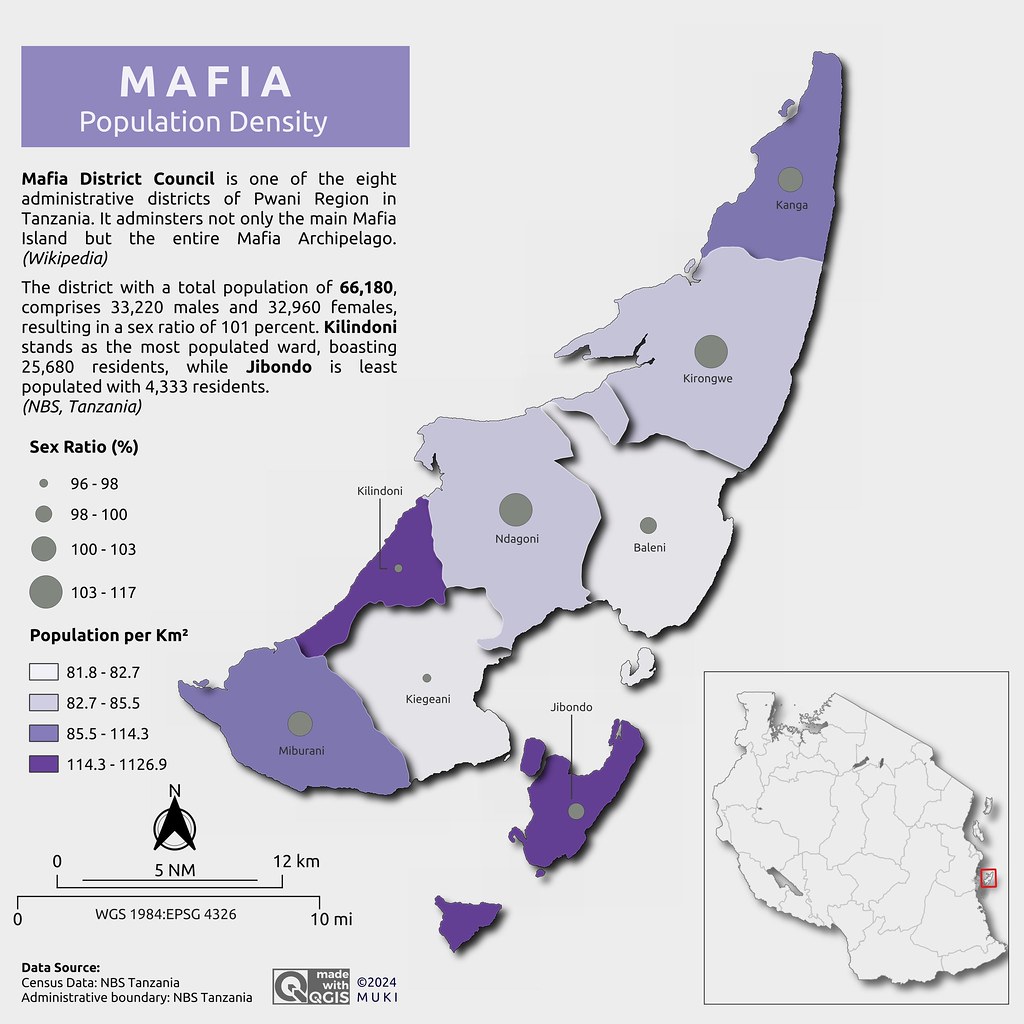 MAFIA
Population Density
Mafia District Council is one of the eight
administrative districts of Pwani Region in
Tanzania. It adminsters not only the main Mafia
Island but the entire Mafia Archipelago.
(Wikipedia)
The district with a total population of 66,180,
comprises 33,220 males and 32,960 females,
resulting in a sex ratio of 101 percent. Kilindoni
stands as the most populated ward, boasting
25,680 residents, while Jibondo is least
populated with 4,333 residents.
(NBS, Tanzania)
Sex Ratio (%)
96 - 98
98 - 100
100 - 103
103 - 117
Population per Km²
81.8 - 82.7
82.7 - 85.5
85.5 - 114.3
114.3 - 1126.9
N
0
12 km
5 NM
0
WGS 1984:EPSG 4326
10 mi
Data Source:
Census Data: NBS Tanzania
Administrative boundary: NBS Tanzania
made
with
QGIS
©2024
MUKI
Kanga
Kirongwe
Kilindoni
Ndagoni
Baleni
Kiegeani
Jibondo
Miburani